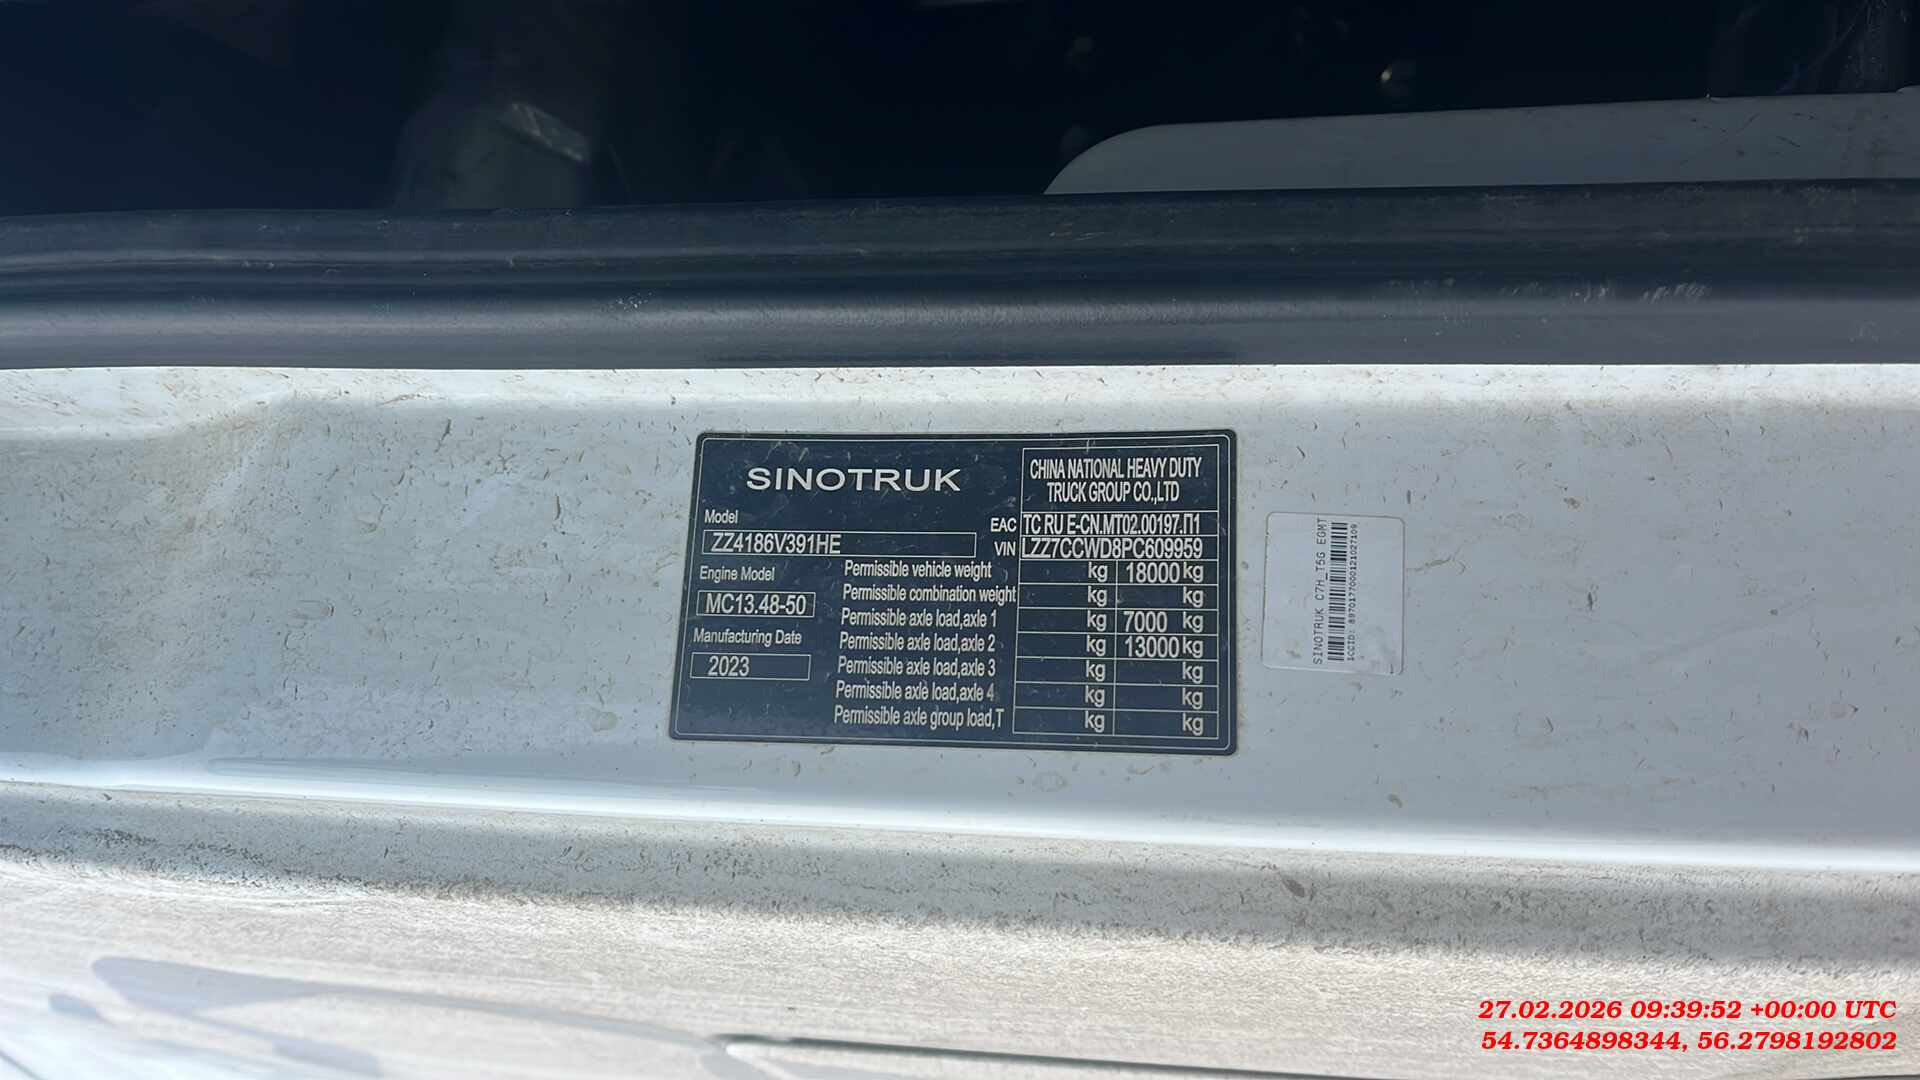 SINOTRUK
CHINA NATIONAL HEAVY DUTY
TRUCK GROUP CO.,LTD
Model
EAC TC RU E-CN.MT02.00197.П1
ZZ4186V391HE
VIN LZZ7CCWD8PC609959
Engine Model
MC13.48-50
Manufacturing Date
2023
Permissible vehicle weight kg 18000 kg
Permissible combination weight kg kg
Permissible axle load,axle 1 kg 7000 kg
Permissible axle load,axle 2 kg 13000 kg
Permissible axle load,axle 3 kg kg
Permissible axle load,axle 4 kg kg
Permissible axle group load,T kg kg
SINOTRUK C7H_T5G EGMT
ICCID: 8970177000121027109
27.02.2026 09:39:52 +00:00 UTC
54.7364898344, 56.2798192802